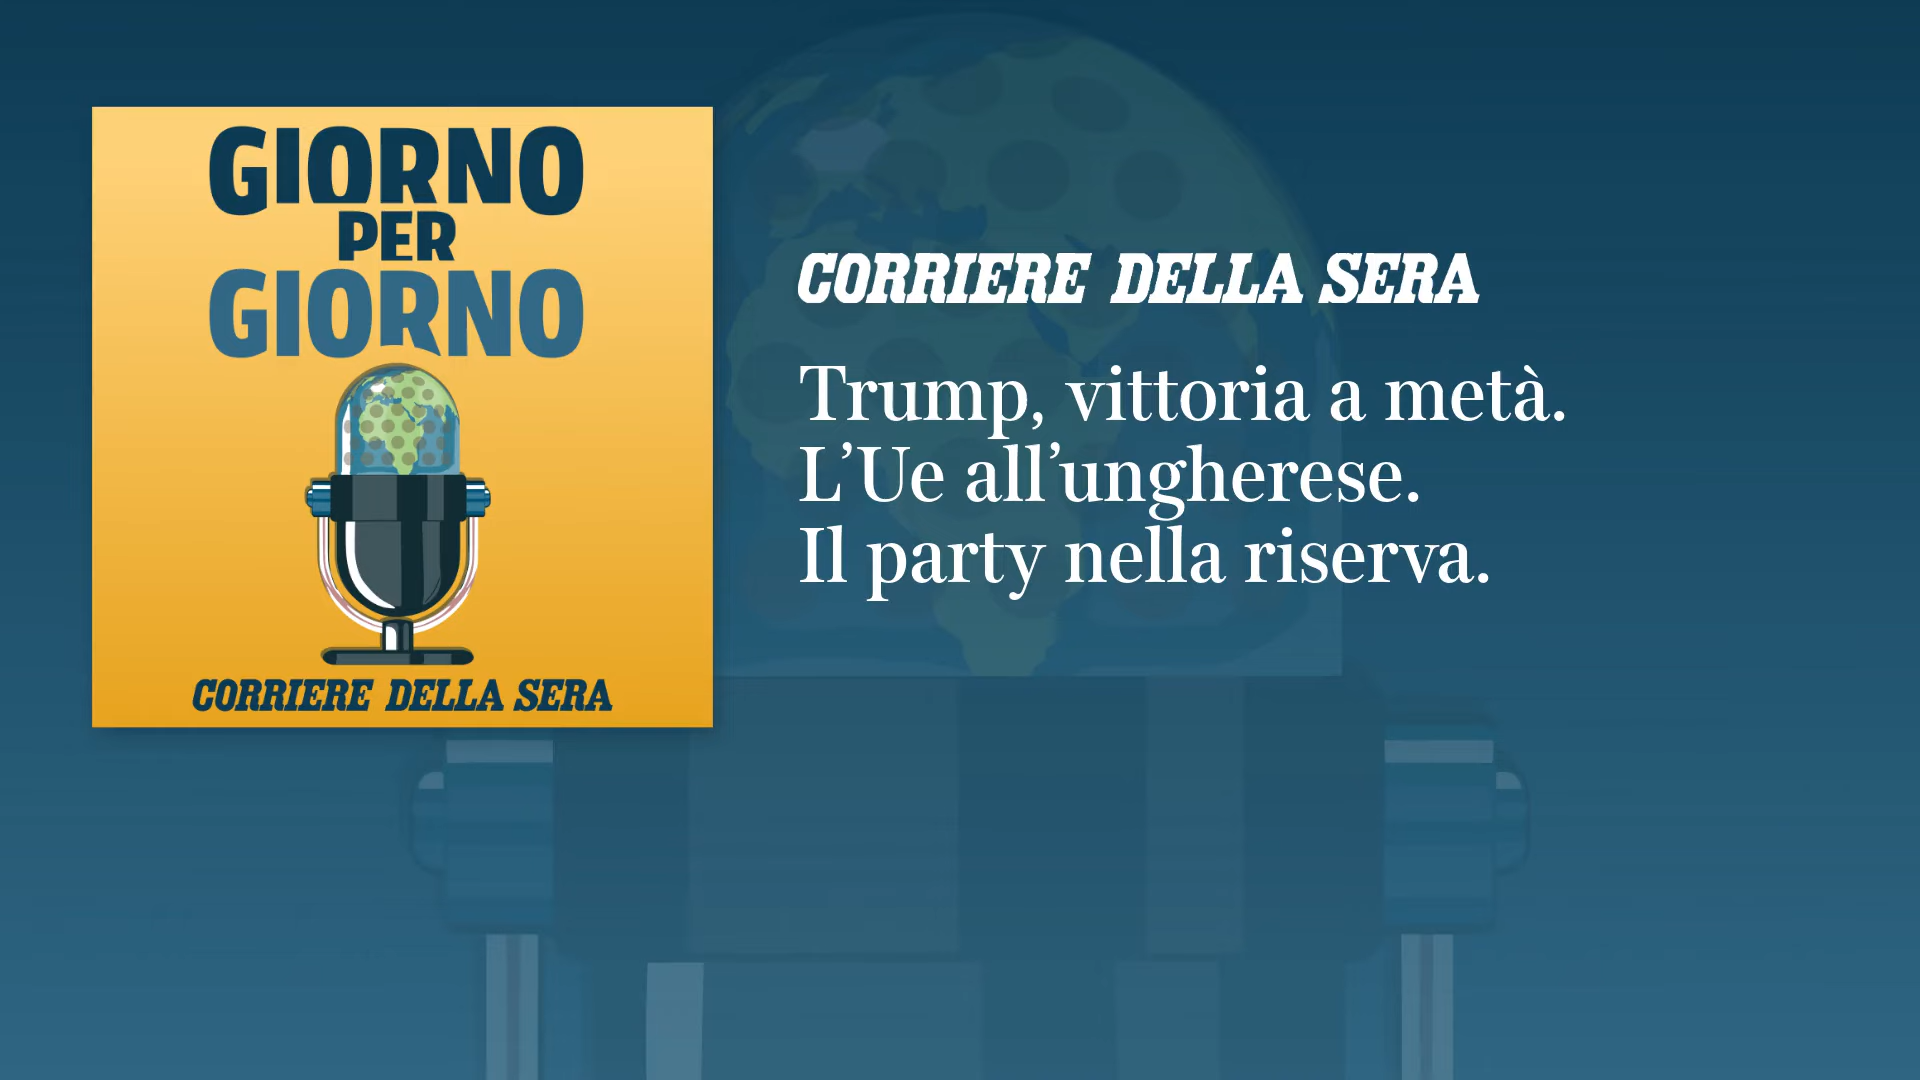 GIORNO
PER
GIORNO
CORRIERE DELLA SERA
CORRIERE DELLA SERA
Trump, vittoria a metà.
L’Ue all’ungherese.
Il party nella riserva.